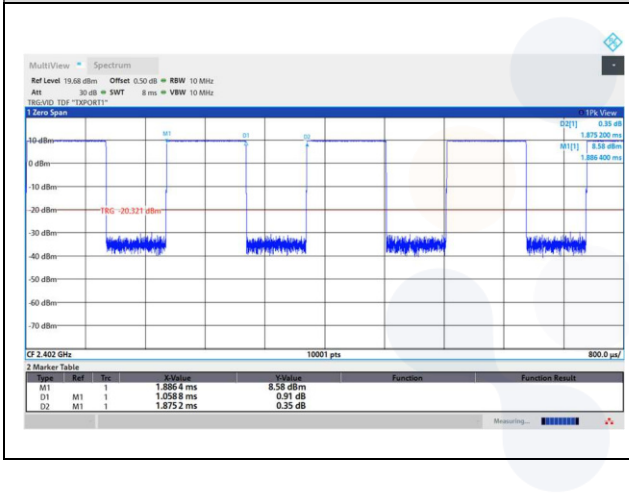 MultiView Spectrum
Ref Level 19.68 dBm Offset 0.50 dB RBW 10 MHz
Att 30 dB SWT 8 ms VBW 10 MHz
TRG:VID TDF "TXPORT1"
1 Zero Span 1Pk View
D2[1] 0.35 dB
1.875 200 ms
M1[1] 8.58 dBm
1.886 400 ms
M1 D1 D2
10 dBm
0 dBm
-10 dBm
-20 dBm TRG -20.321 dBm
-30 dBm
-40 dBm
-50 dBm
-60 dBm
-70 dBm
CF 2.402 GHz 10001 pts 800.0 µs/
2 Marker Table
Type Ref Trc X-Value Y-Value Function Function Result
M1 1 1.886 4 ms 8.58 dBm
D1 M1 1 1.058 8 ms 0.91 dB
D2 M1 1 1.875 2 ms 0.35 dB
Measuring...